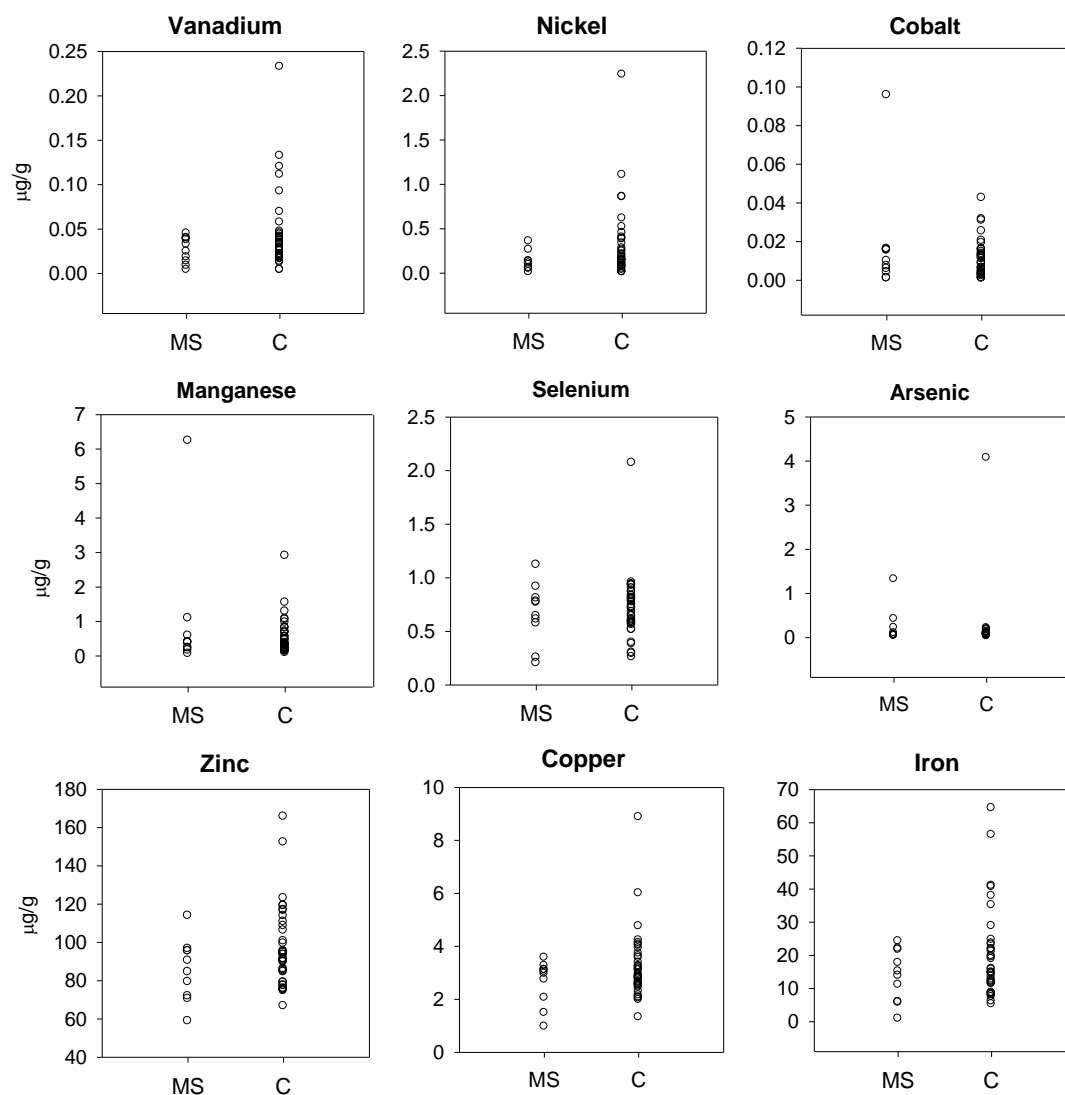 Vanadium
0.25
0.20
0.15
0.10
0.05
0.00
µg/g
MS C
Nickel
2.5
2.0
1.5
1.0
0.5
0.0
MS C
Cobalt
0.12
0.10
0.08
0.06
0.04
0.02
0.00
MS C
Manganese
7
6
5
4
3
2
1
0
µg/g
MS C
Selenium
2.5
2.0
1.5
1.0
0.5
0.0
MS C
Arsenic
5
4
3
2
1
0
MS C
Zinc
180
160
140
120
100
80
60
40
µg/g
MS C
Copper
10
8
6
4
2
0
MS C
Iron
70
60
50
40
30
20
10
0
MS C